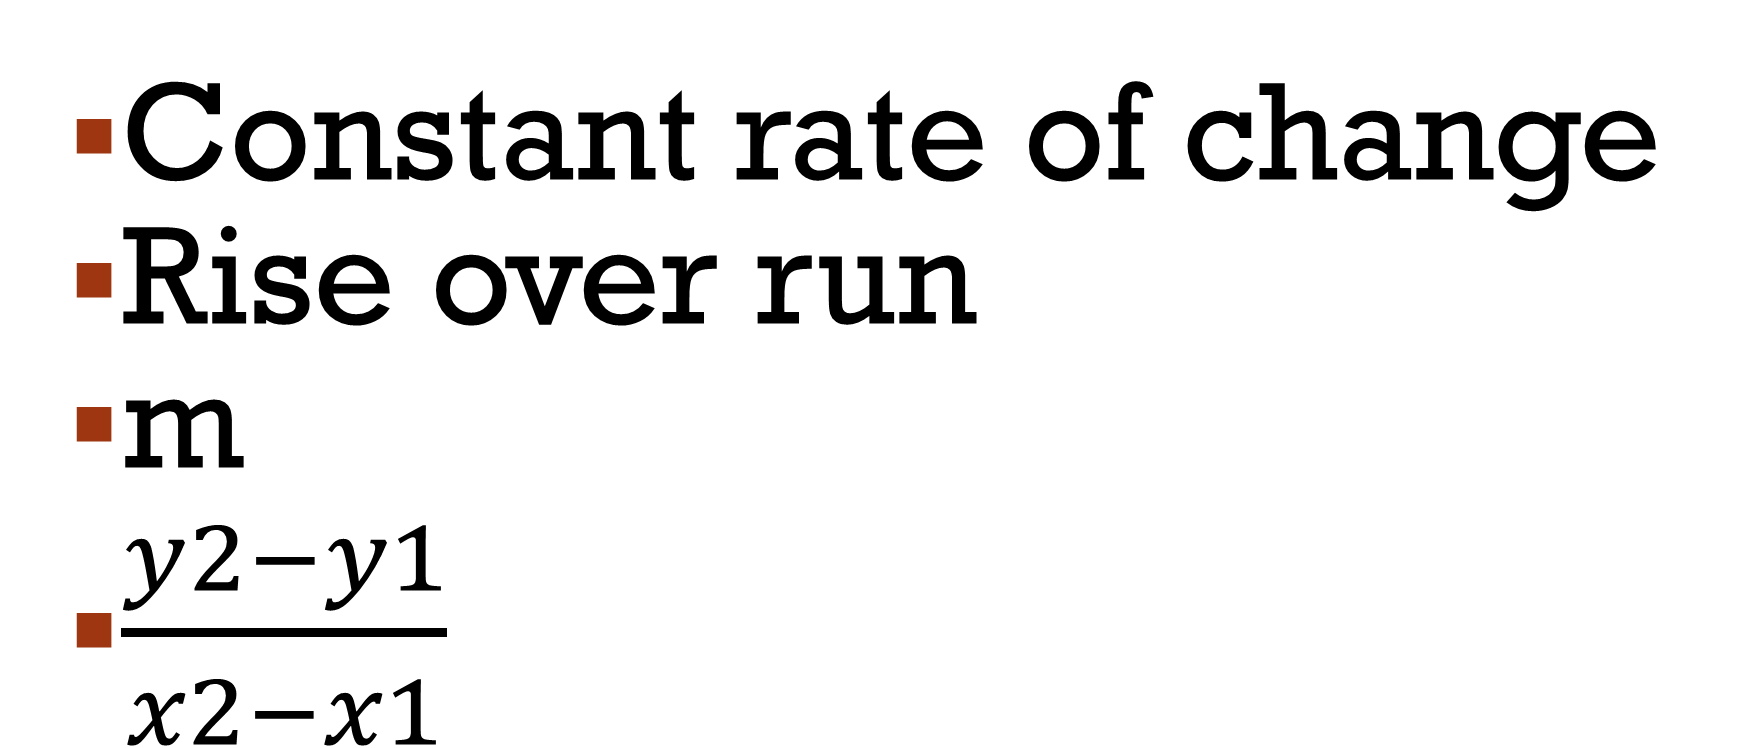 ▪Constant rate of change
▪Rise over run
▪m
▪y2−y1
x2−x1